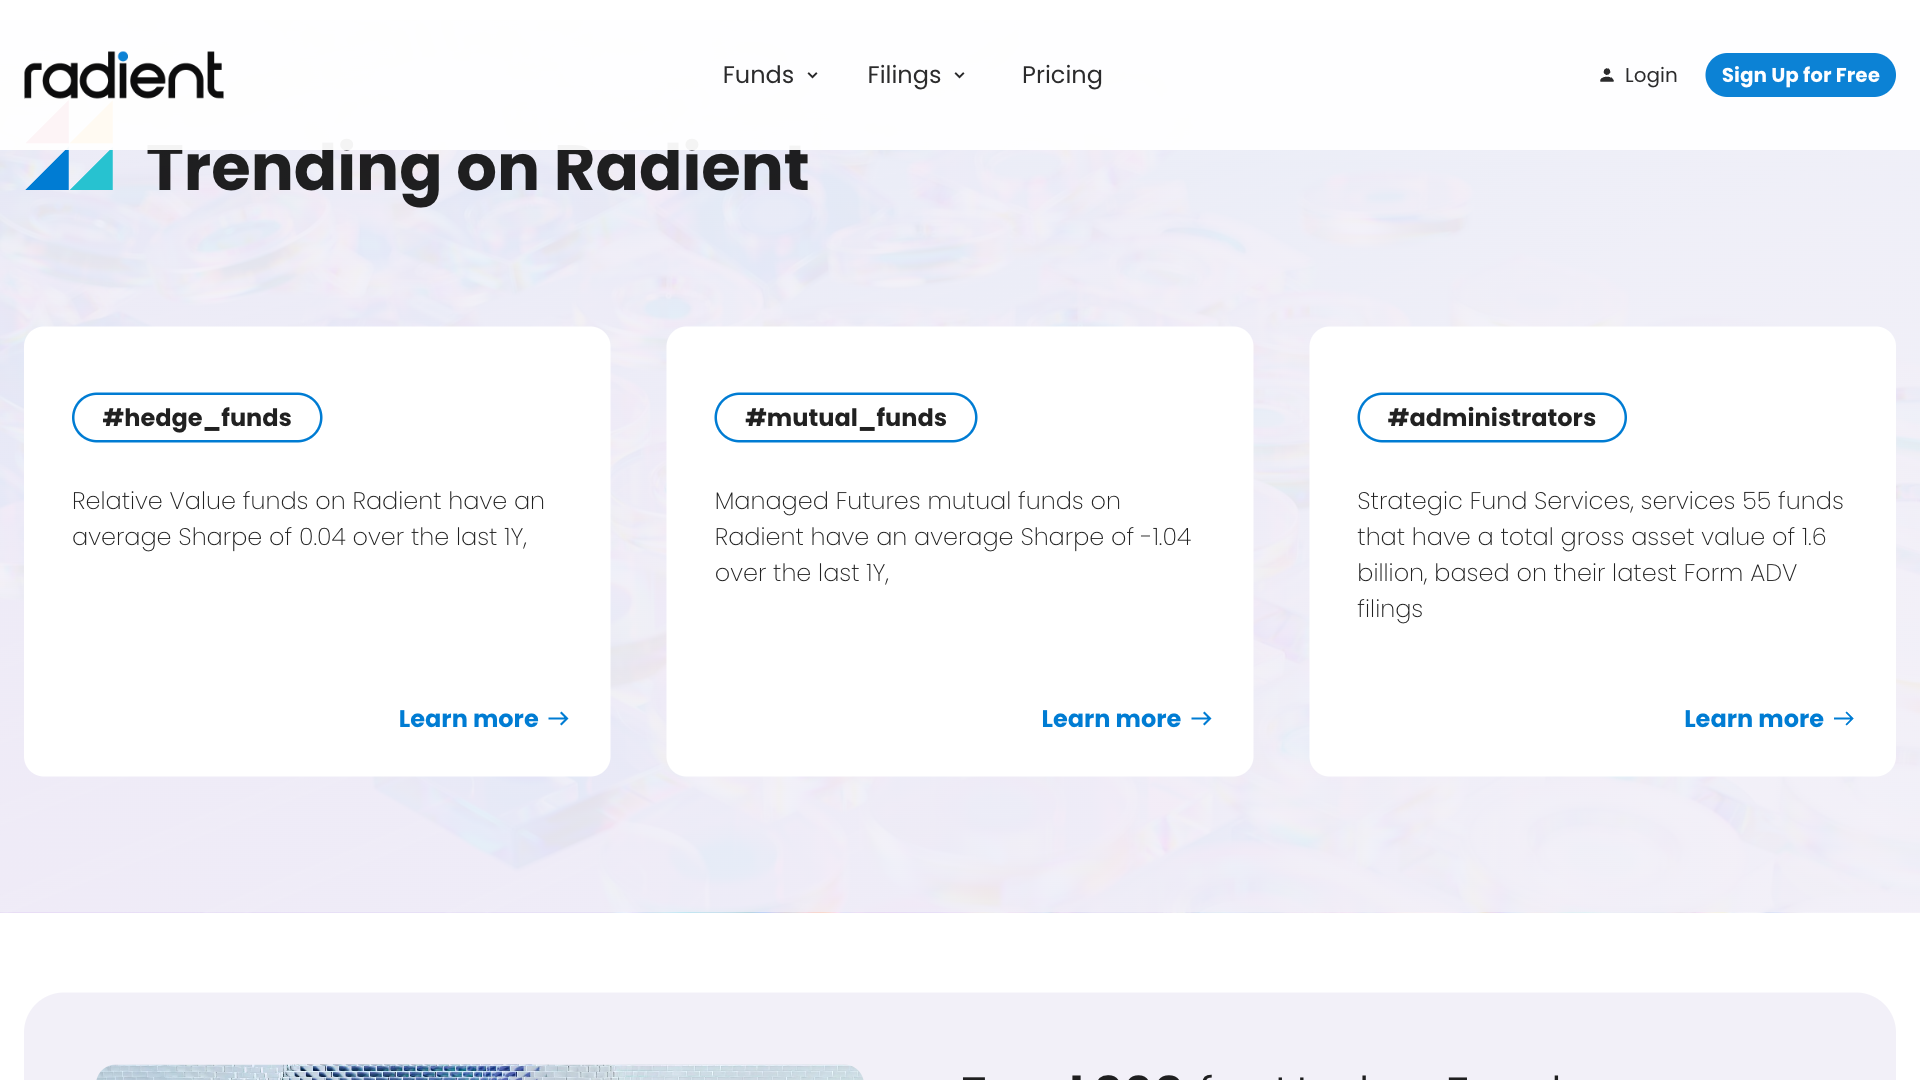 radient
Funds
Filings
Pricing
Login
Sign Up for Free
Trending on Radient
#hedge_funds
Relative Value funds on Radient have an
average Sharpe of 0.04 over the last 1Y,
Learn more
#mutual_funds
Managed Futures mutual funds on
Radient have an average Sharpe of -1.04
over the last 1Y,
Learn more
#administrators
Strategic Fund Services, services 55 funds
that have a total gross asset value of 1.6
billion, based on their latest Form ADV
filings
Learn more